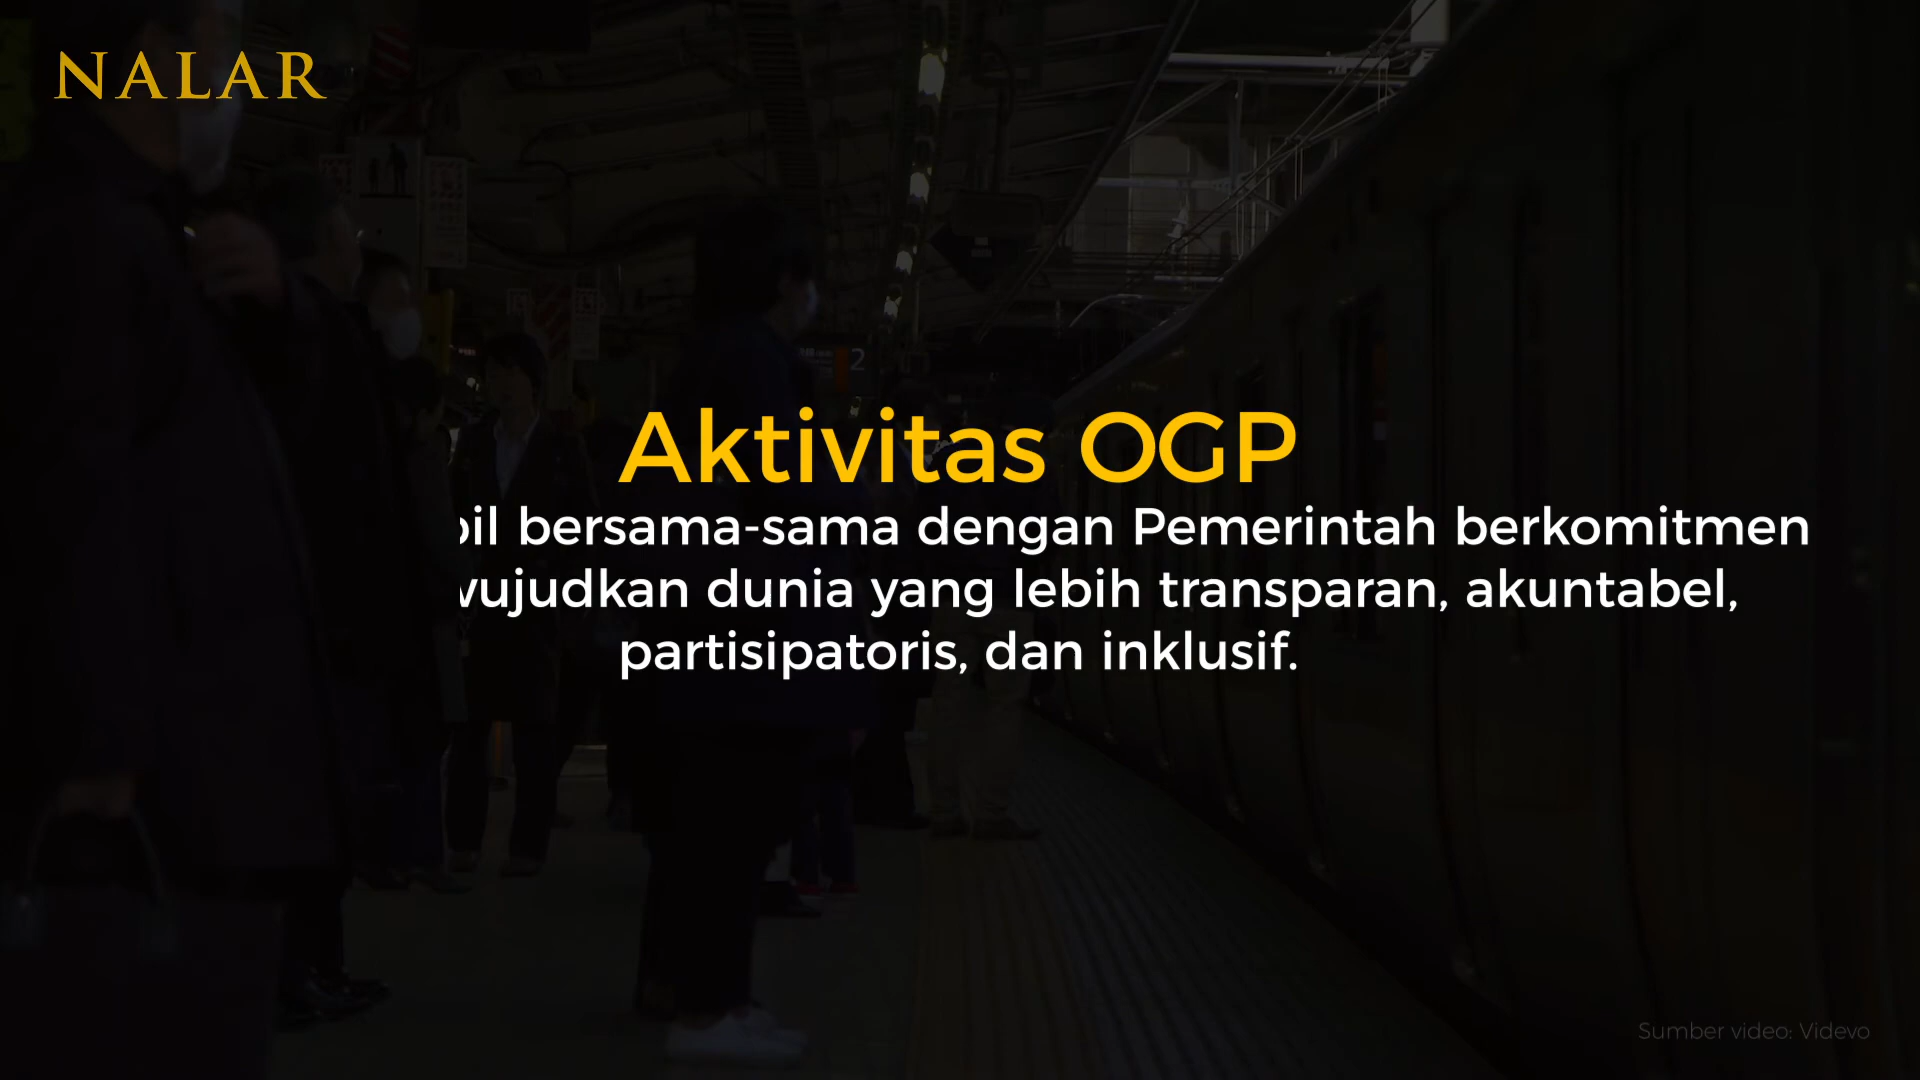 NALAR
Aktivitas OGP
bersama-sama dengan Pemerintah berkomitmen
dunia yang lebih transparan, akuntabel,
partisipatoris, dan inklusif.
2
Sumber video: Videvo